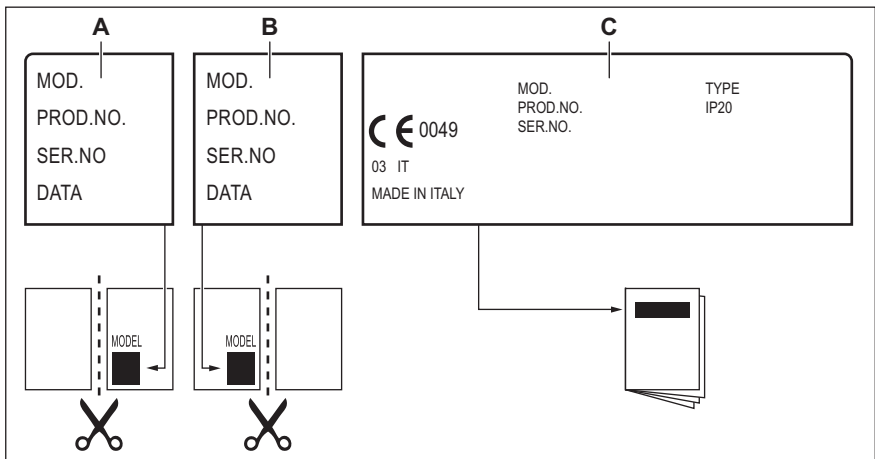 A
B
C
MOD.
PROD.NO.
SER.NO
DATA
MOD.
PROD.NO.
SER.NO
DATA
MOD.
PROD.NO.
SER.NO.
TYPE
IP20
CE 0049
03 IT
MADE IN ITALY
MODEL
MODEL